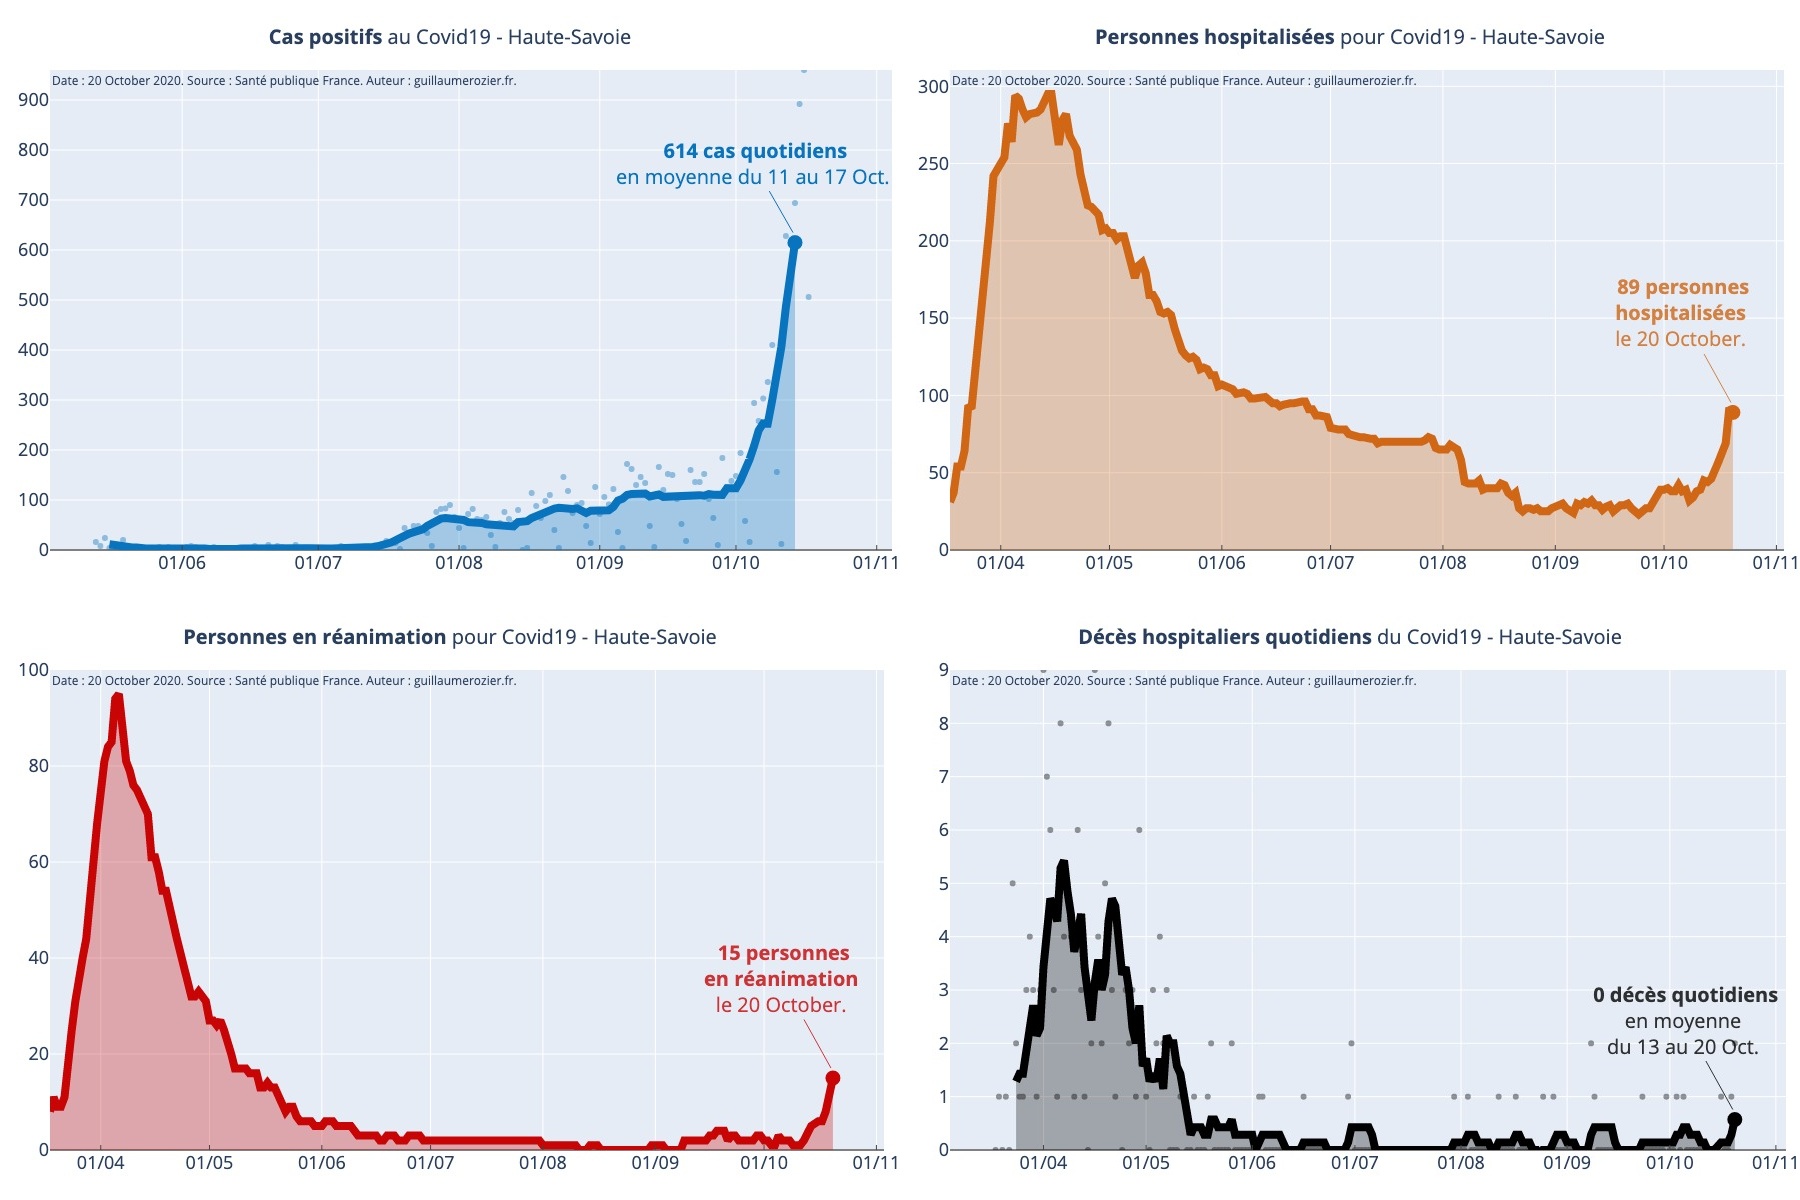 Cas positifs au Covid19 - Haute-Savoie
Date : 20 October 2020. Source : Santé publique France. Auteur : guillaumerozier.fr.
900
800
700
600
500
400
300
200
100
0
614 cas quotidiens
en moyenne du 11 au 17 Oct.
01/06 01/07 01/08 01/09 01/10 01/11
Personnes hospitalisées pour Covid19 - Haute-Savoie
Date : 20 October 2020. Source : Santé publique France. Auteur : guillaumerozier.fr.
300
250
200
150
100
50
0
89 personnes
hospitalisées
le 20 October.
01/04 01/05 01/06 01/07 01/08 01/09 01/10 01/11
Personnes en réanimation pour Covid19 - Haute-Savoie
100
Date : 20 October 2020. Source : Santé publique France. Auteur : guillaumerozier.fr.
80
60
40
20
0
15 personnes
en réanimation
le 20 October.
01/04 01/05 01/06 01/07 01/08 01/09 01/10 01/11
Décès hospitaliers quotidiens du Covid19 - Haute-Savoie
9
Date : 20 October 2020. Source : Santé publique France. Auteur : guillaumerozier.fr.
8
7
6
5
4
3
2
1
0
0 décès quotidiens
en moyenne
du 13 au 20 Oct.
01/04 01/05 01/06 01/07 01/08 01/09 01/10 01/11